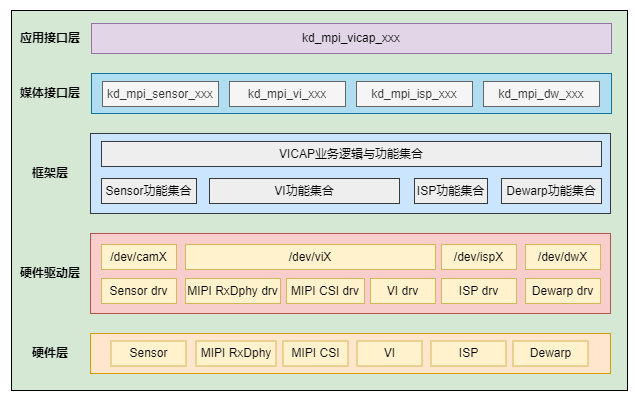 应用接口层
kd_mpi_vicap_xxx
媒体接口层
kd_mpi_sensor_xxx
kd_mpi_vi_xxx
kd_mpi_isp_xxx
kd_mpi_dw_xxx
框架层
VICAP业务逻辑与功能集合
Sensor功能集合
VI功能集合
ISP功能集合
Dewarp功能集合
硬件驱动层
/dev/camX
/dev/viX
/dev/ispX
/dev/dwX
Sensor drv
MIPI RxDphy drv
MIPI CSI drv
VI drv
ISP drv
Dewarp drv
硬件层
Sensor
MIPI RxDphy
MIPI CSI
VI
ISP
Dewarp